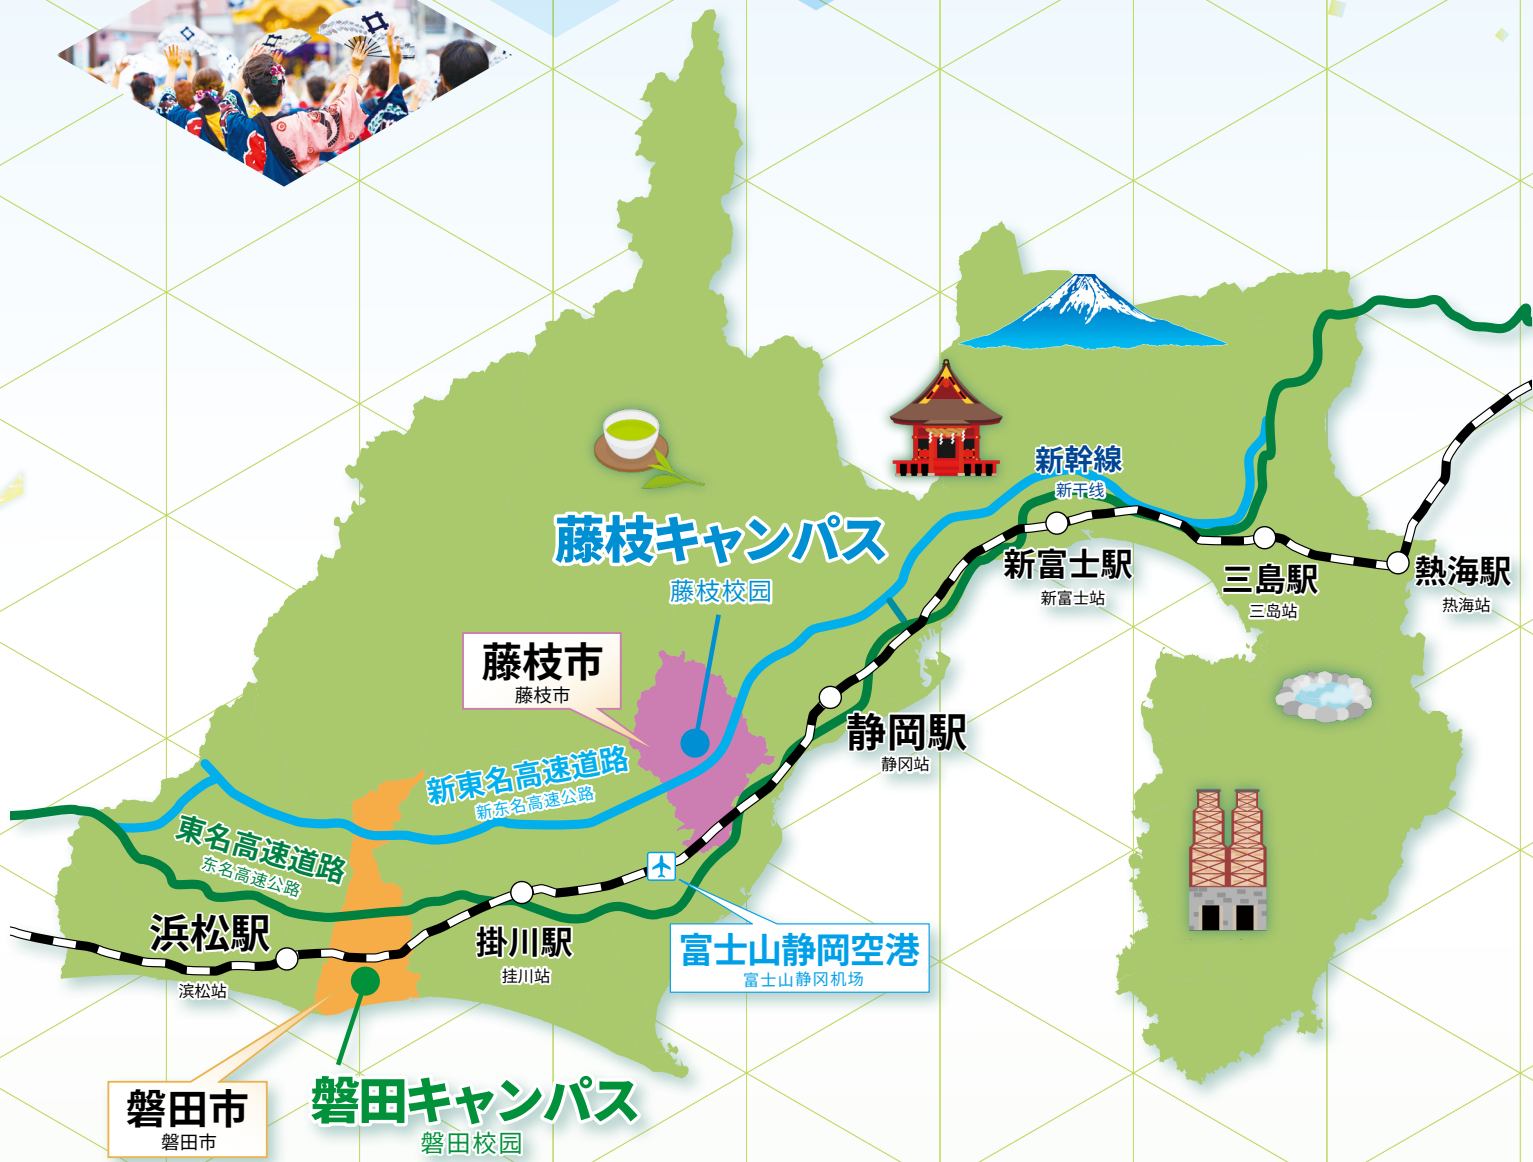 新幹線
新干线
藤枝キャンパス
藤枝校园
新富士駅
新富士站
三島駅
三岛站
熱海駅
热海站
藤枝市
藤枝市
静岡駅
静冈站
新東名高速道路
新东名高速公路
東名高速道路
东名高速公路
浜松駅
滨松站
掛川駅
挂川站
富士山静岡空港
富士山静冈机场
磐田市
磐田市
磐田キャンパス
磐田校园